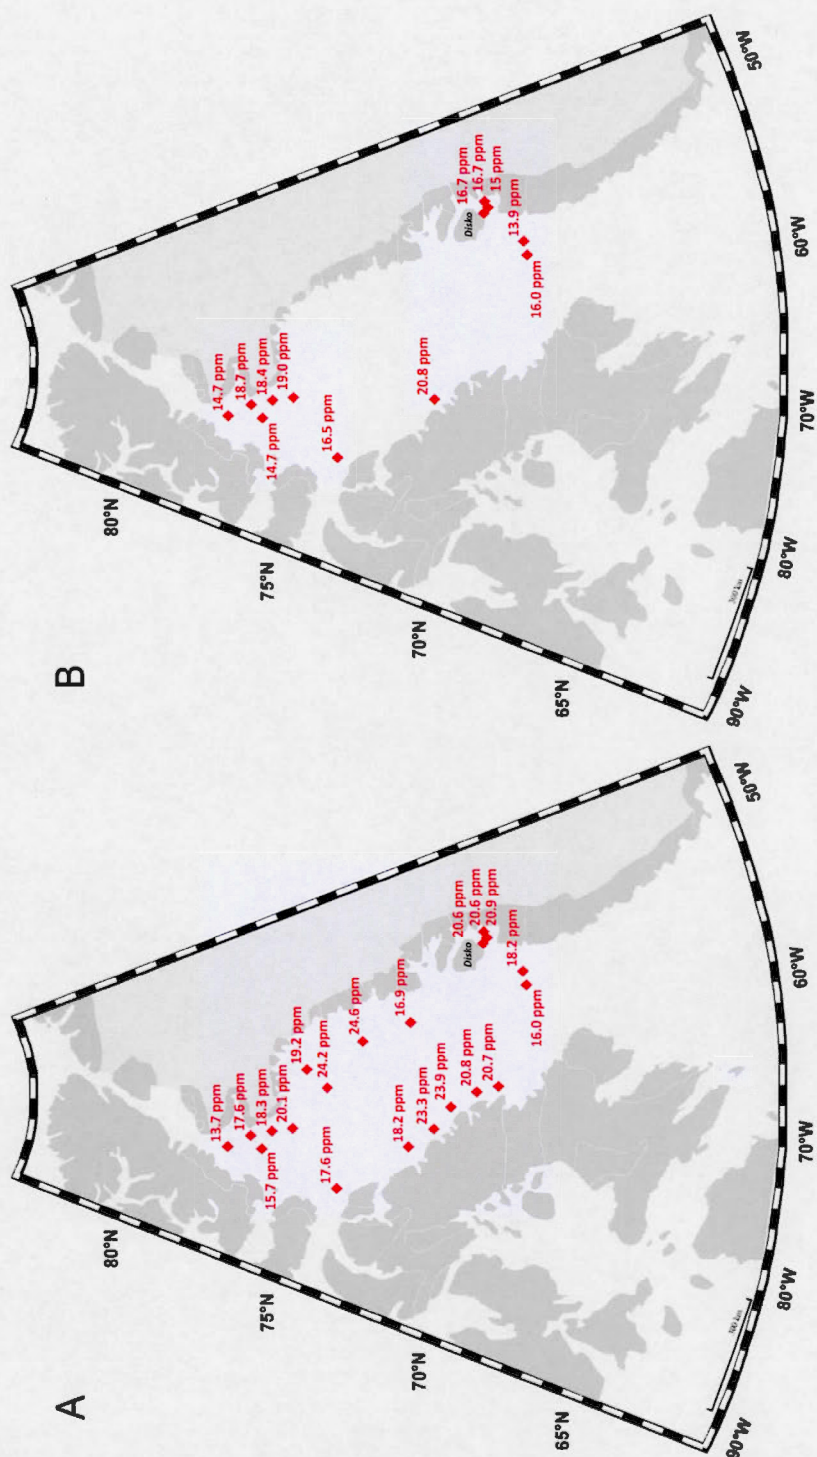 A
80°N
75°N
70°N
65°N
90°W
80°W
70°W
60°W
50°W
13.7 ppm
17.6 ppm
18.3 ppm
20.1 ppm
15.7 ppm
19.2 ppm
24.2 ppm
24.6 ppm
16.9 ppm
17.6 ppm
18.2 ppm
23.3 ppm
23.9 ppm
20.8 ppm
20.7 ppm
Disko
20.6 ppm
20.6 ppm
20.9 ppm
18.2 ppm
16.0 ppm
300 km
B
80°N
75°N
70°N
65°N
90°W
80°W
70°W
60°W
50°W
14.7 ppm
18.7 ppm
18.4 ppm
19.0 ppm
14.7 ppm
16.5 ppm
20.8 ppm
Disko
16.7 ppm
16.7 ppm
15 ppm
13.9 ppm
16.0 ppm
300 km